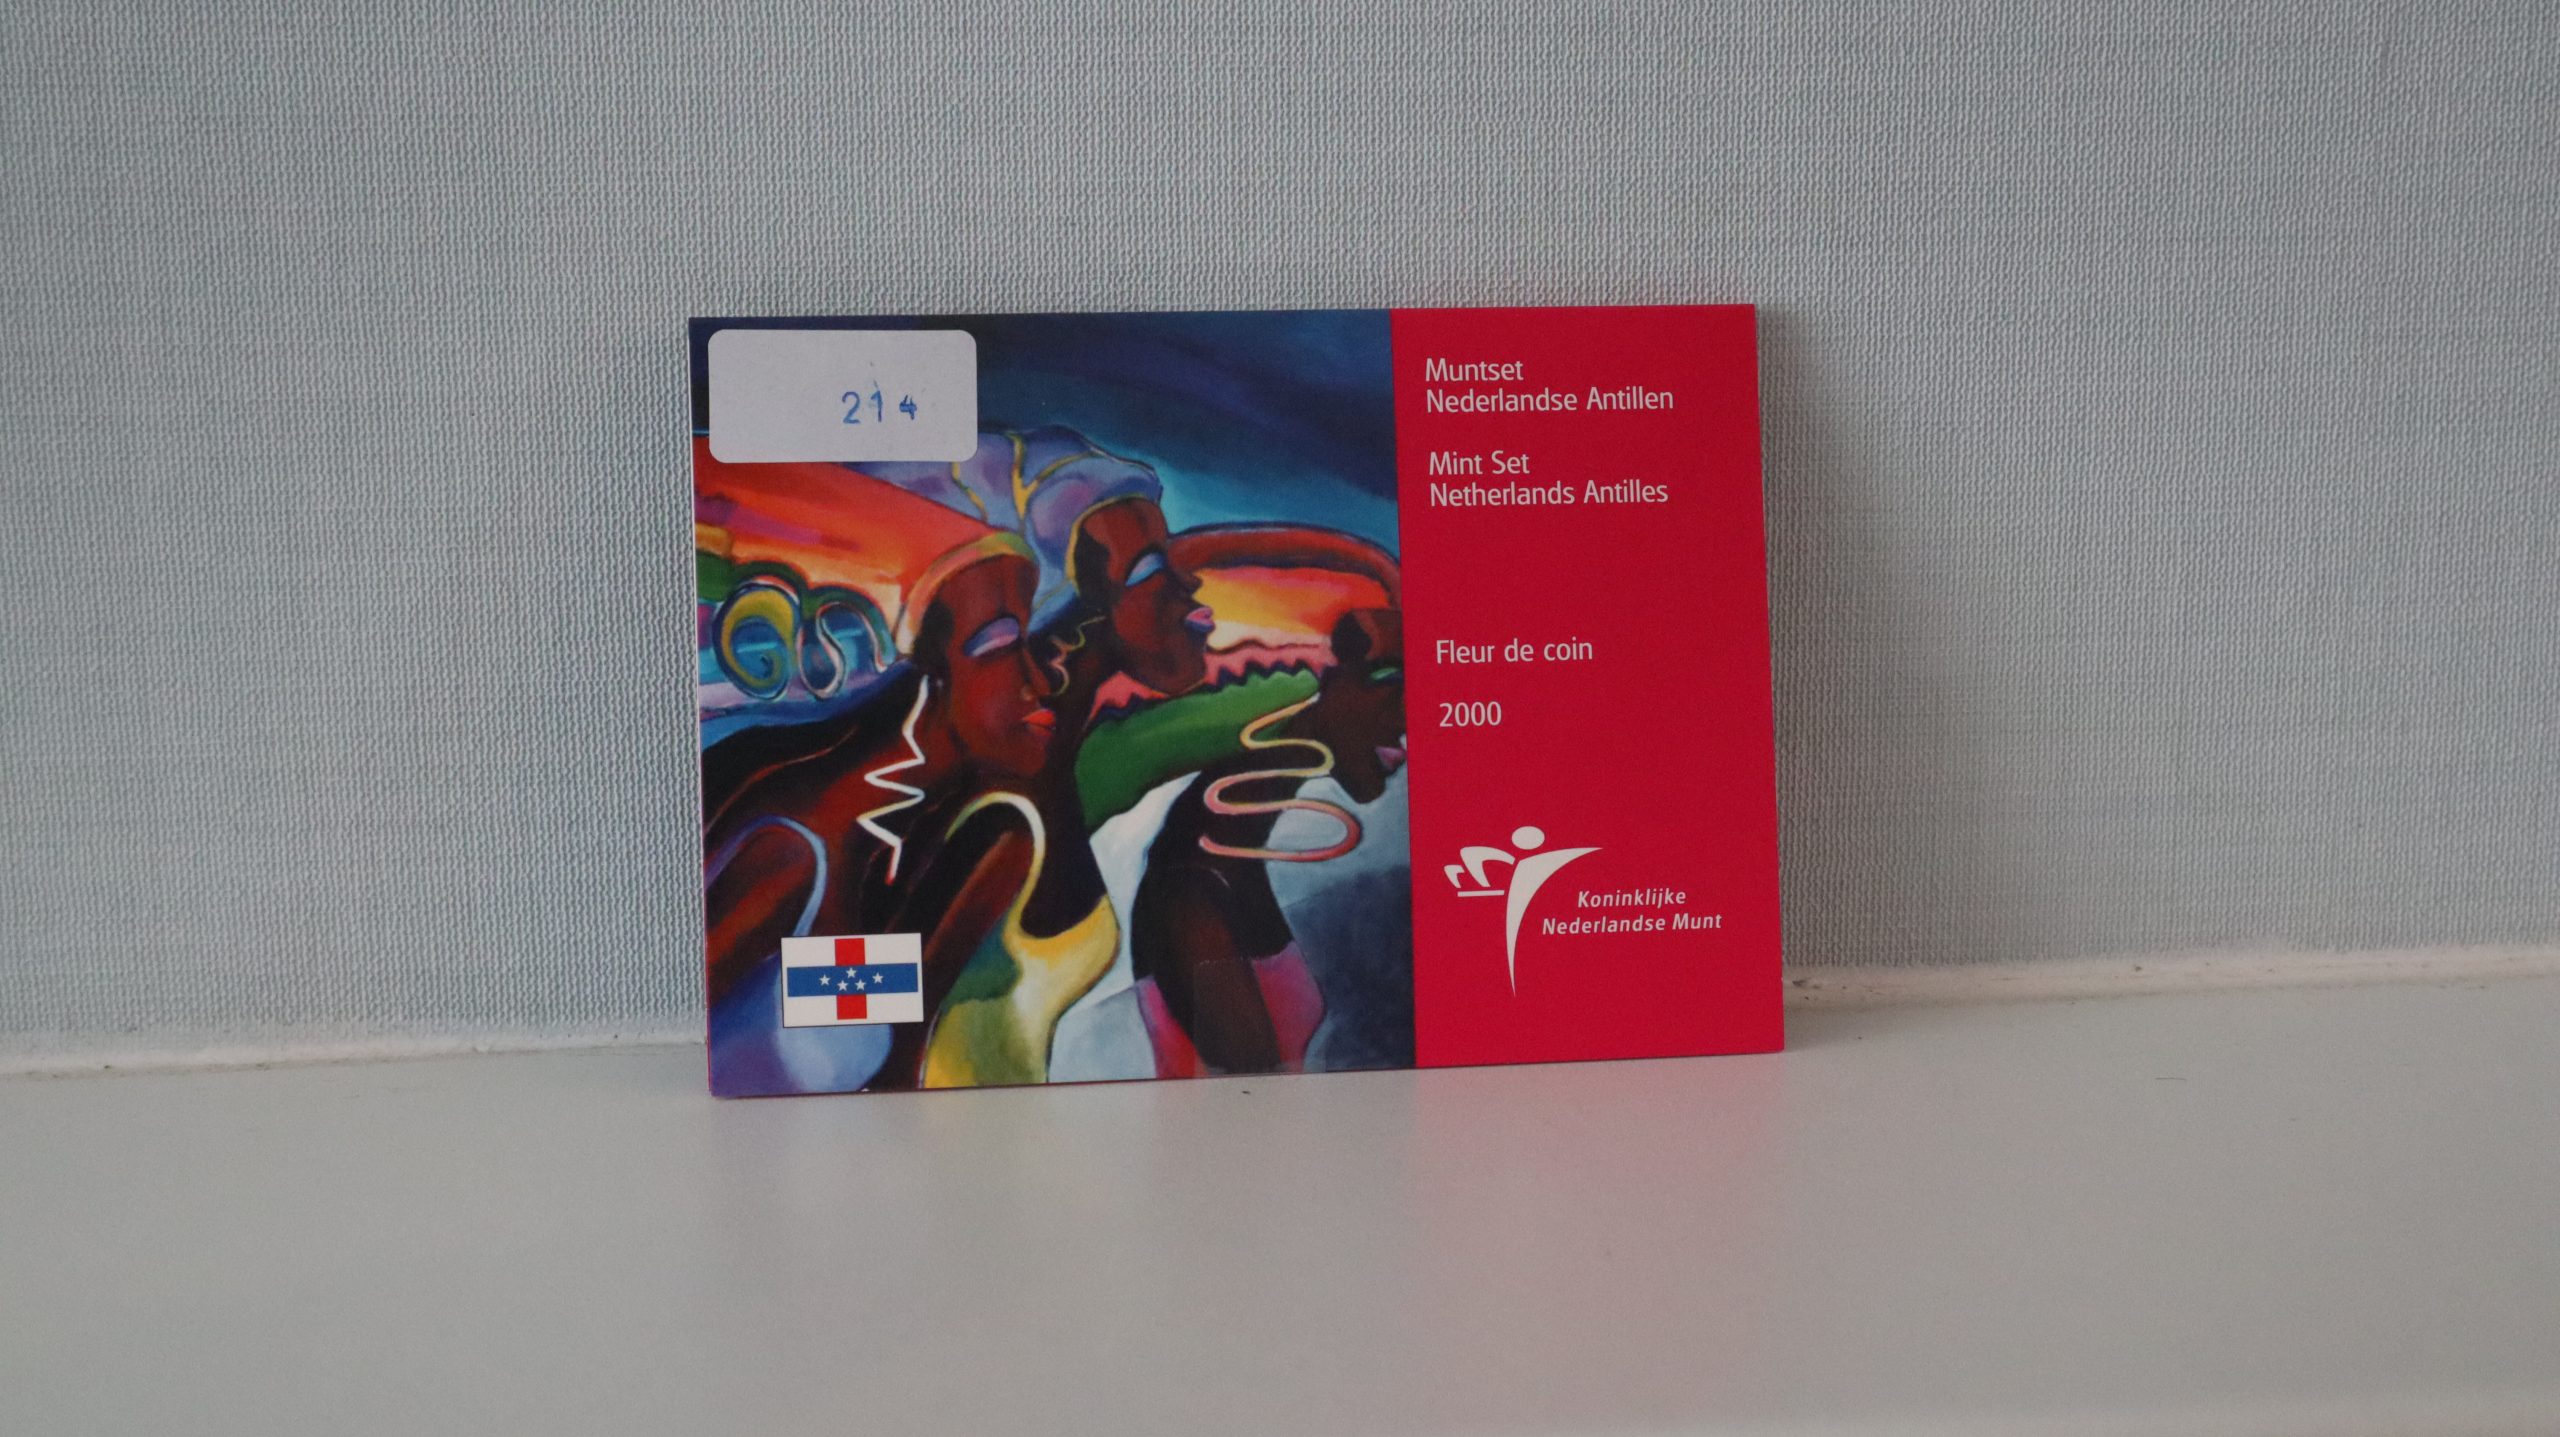 214
Muntset
Nederlandse Antillen
Mint Set
Netherlands Antilles
Fleur de coin
2000
Koninklijke
Nederlandse Munt